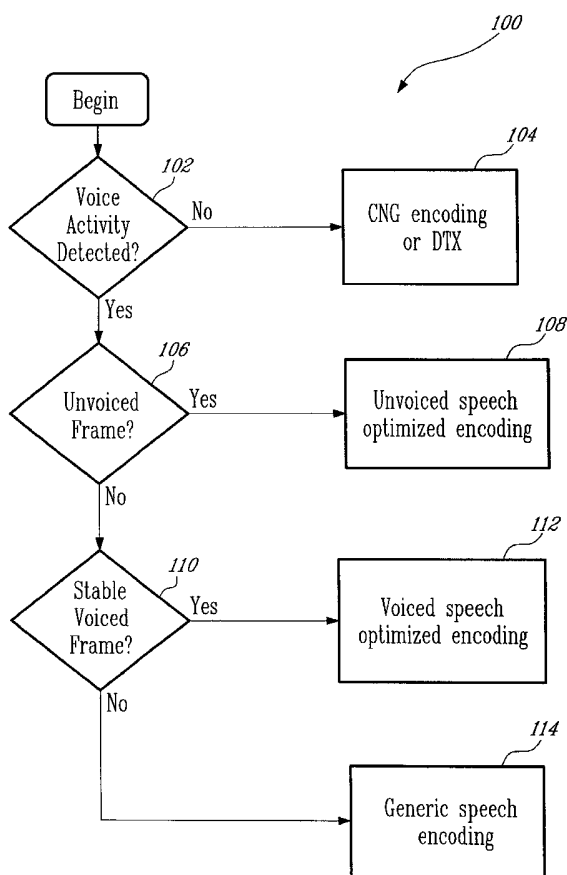 100
Begin
102
Voice
Activity
Detected?
No
104
CNG encoding
or DTX
Yes
106
Unvoiced
Frame?
Yes
108
Unvoiced speech
optimized encoding
No
110
Stable
Voiced
Frame?
Yes
112
Voiced speech
optimized encoding
No
114
Generic speech
encoding